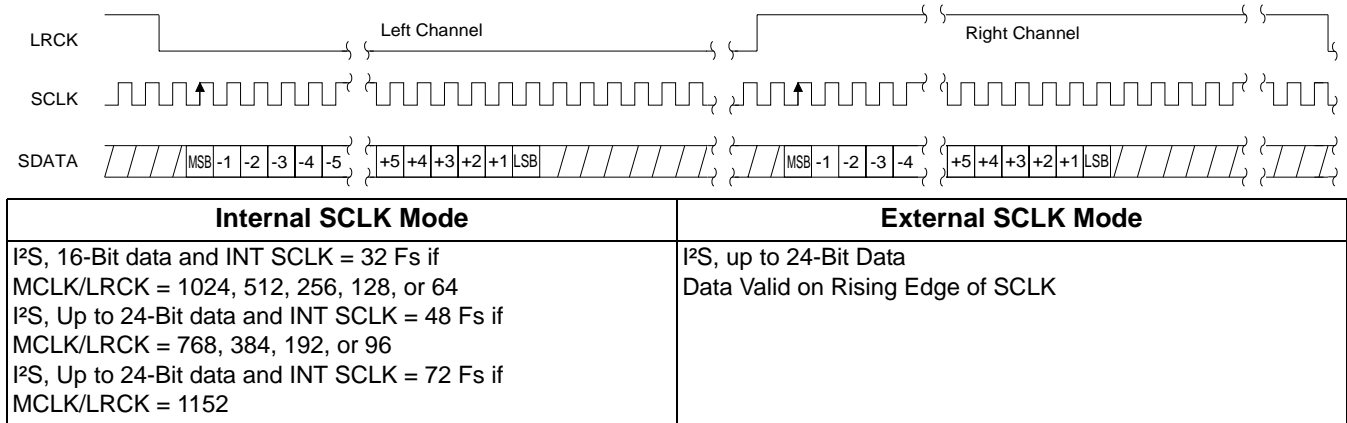 LRCK
Left Channel
Right Channel
SCLK
SDATA
MSB -1 -2 -3 -4 -5 +5 +4 +3 +2 +1 LSB MSB -1 -2 -3 -4 +5 +4 +3 +2 +1 LSB
Internal SCLK Mode
External SCLK Mode
I²S, 16-Bit data and INT SCLK = 32 Fs if
MCLK/LRCK = 1024, 512, 256, 128, or 64
I²S, Up to 24-Bit data and INT SCLK = 48 Fs if
MCLK/LRCK = 768, 384, 192, or 96
I²S, Up to 24-Bit data and INT SCLK = 72 Fs if
MCLK/LRCK = 1152
I²S, up to 24-Bit Data
Data Valid on Rising Edge of SCLK